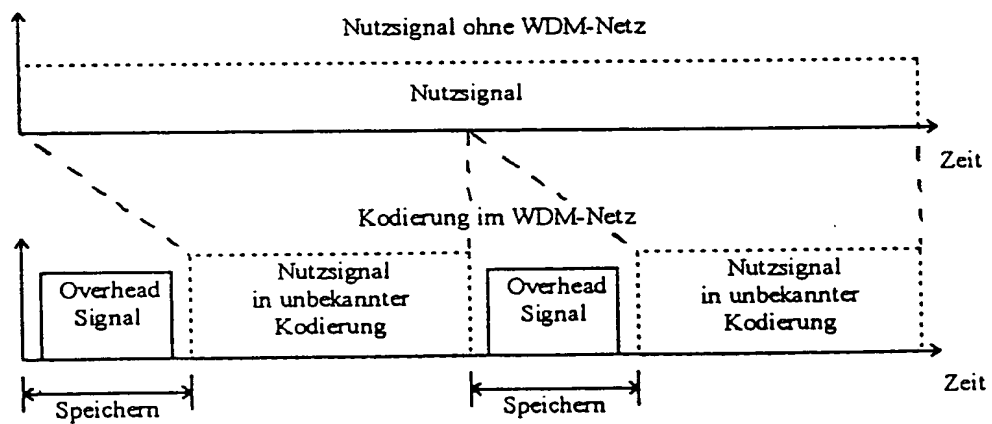 Nutzsignal ohne WDM-Netz
Nutzsignal
Zeit
Kodierung im WDM-Netz
Overhead
Signal
Nutzsignal
in unbekannter
Kodierung
Overhead
Signal
Nutzsignal
in unbekannter
Kodierung
Zeit
Speichern
Speichern